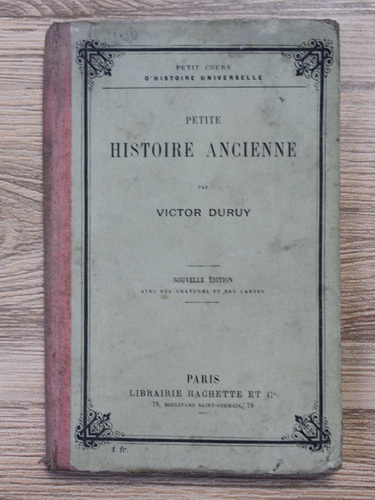 PETIT COURS
D'HISTOIRE UNIVERSELLE
PETITE
HISTOIRE ANCIENNE
PAR
VICTOR DURUY
NOUVELLE ÉDITION
AVEC DES GRAVURES ET DES CARTES
PARIS
LIBRAIRIE HACHETTE ET Cie
79, BOULEVARD SAINT-GERMAIN, 79
1 fr.